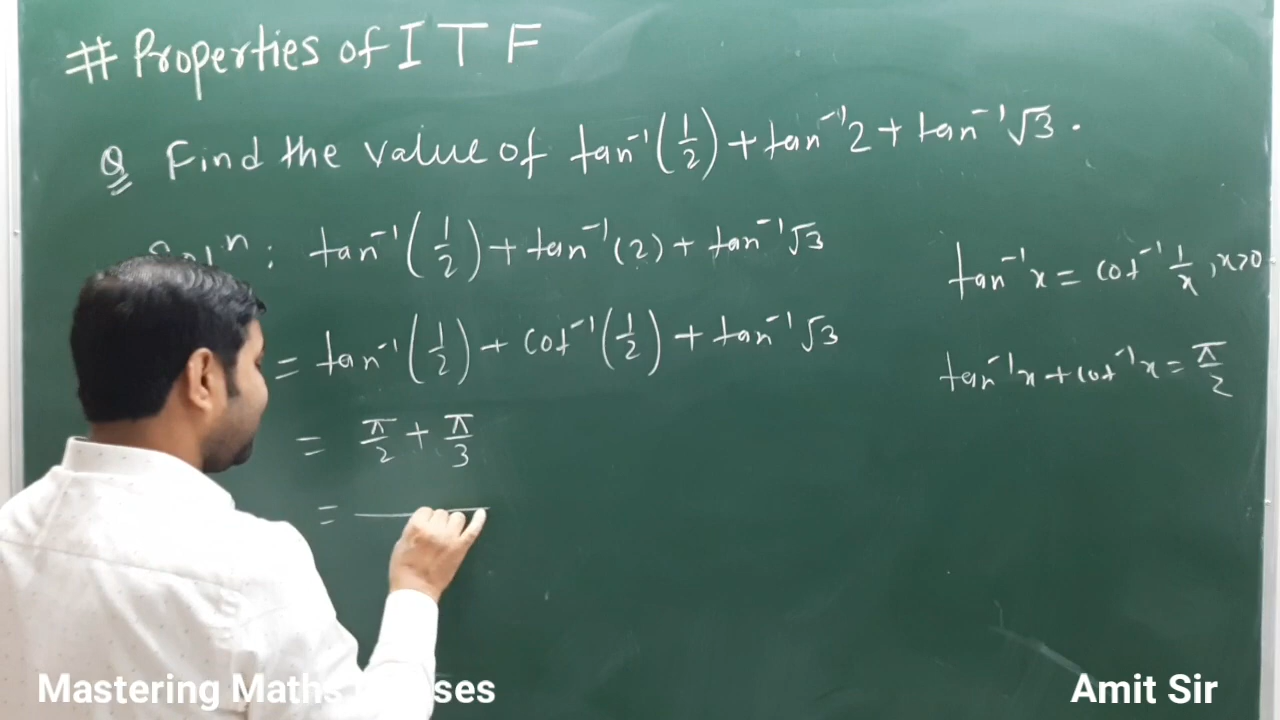 # Properties of I T F
Q Find the value of tan⁻¹(1/2) + tan⁻¹2 + tan⁻¹√3.
Solⁿ: tan⁻¹(1/2) + tan⁻¹(2) + tan⁻¹√3
= tan⁻¹(1/2) + cot⁻¹(1/2) + tan⁻¹√3
= π/2 + π/3
=
tan⁻¹x = cot⁻¹ 1/x, x>0
tan⁻¹x + cot⁻¹x = π/2
Mastering Maths
Amit Sir